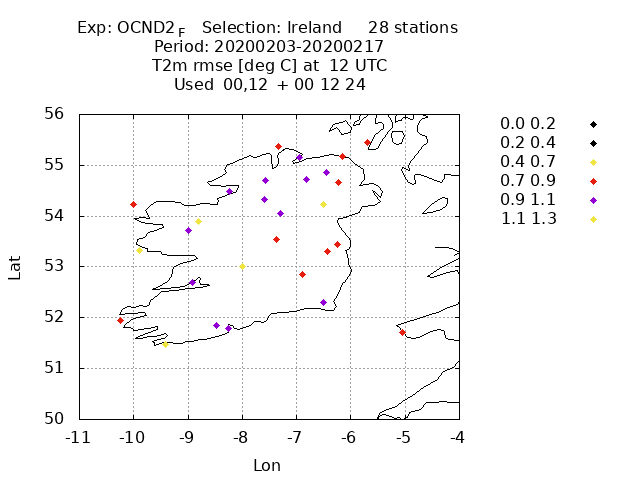 Exp: OCND2F Selection: Ireland 28 stations
Period: 20200203-20200217
T2m rmse [deg C] at 12 UTC
Used 00,12 + 00 12 24
56
55
54
53
52
51
50
-11 -10 -9 -8 -7 -6 -5 -4
Lat
Lon
0.0 0.2
0.2 0.4
0.4 0.7
0.7 0.9
0.9 1.1
1.1 1.3